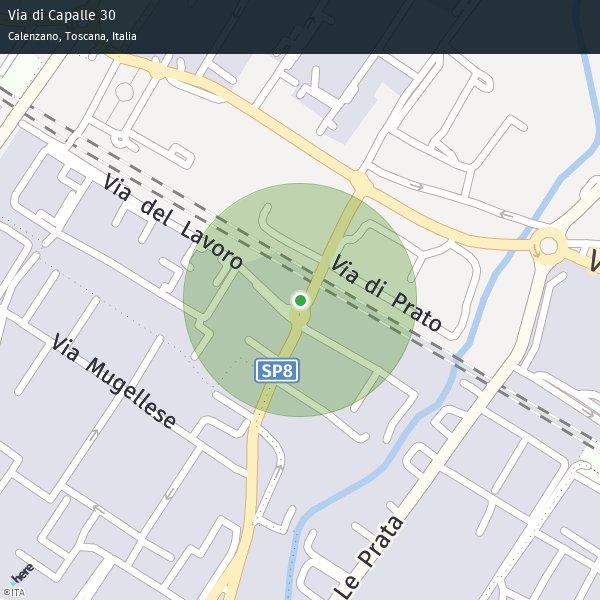 Via di Capalle 30
Calenzano, Toscana, Italia
Via del Lavoro
Via di Prato
V
SP8
Via Mugellese
Le Prata
here
©ITA